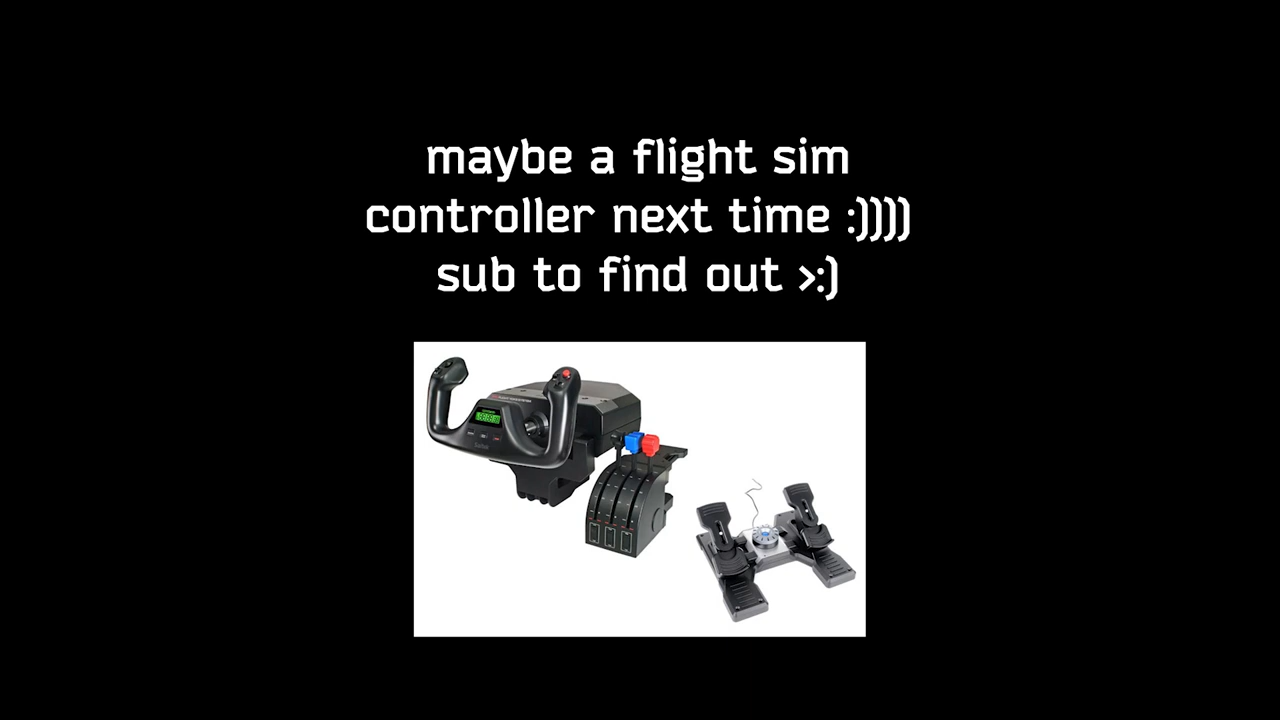 maybe a flight sim
controller next time :))))
sub to find out >:)